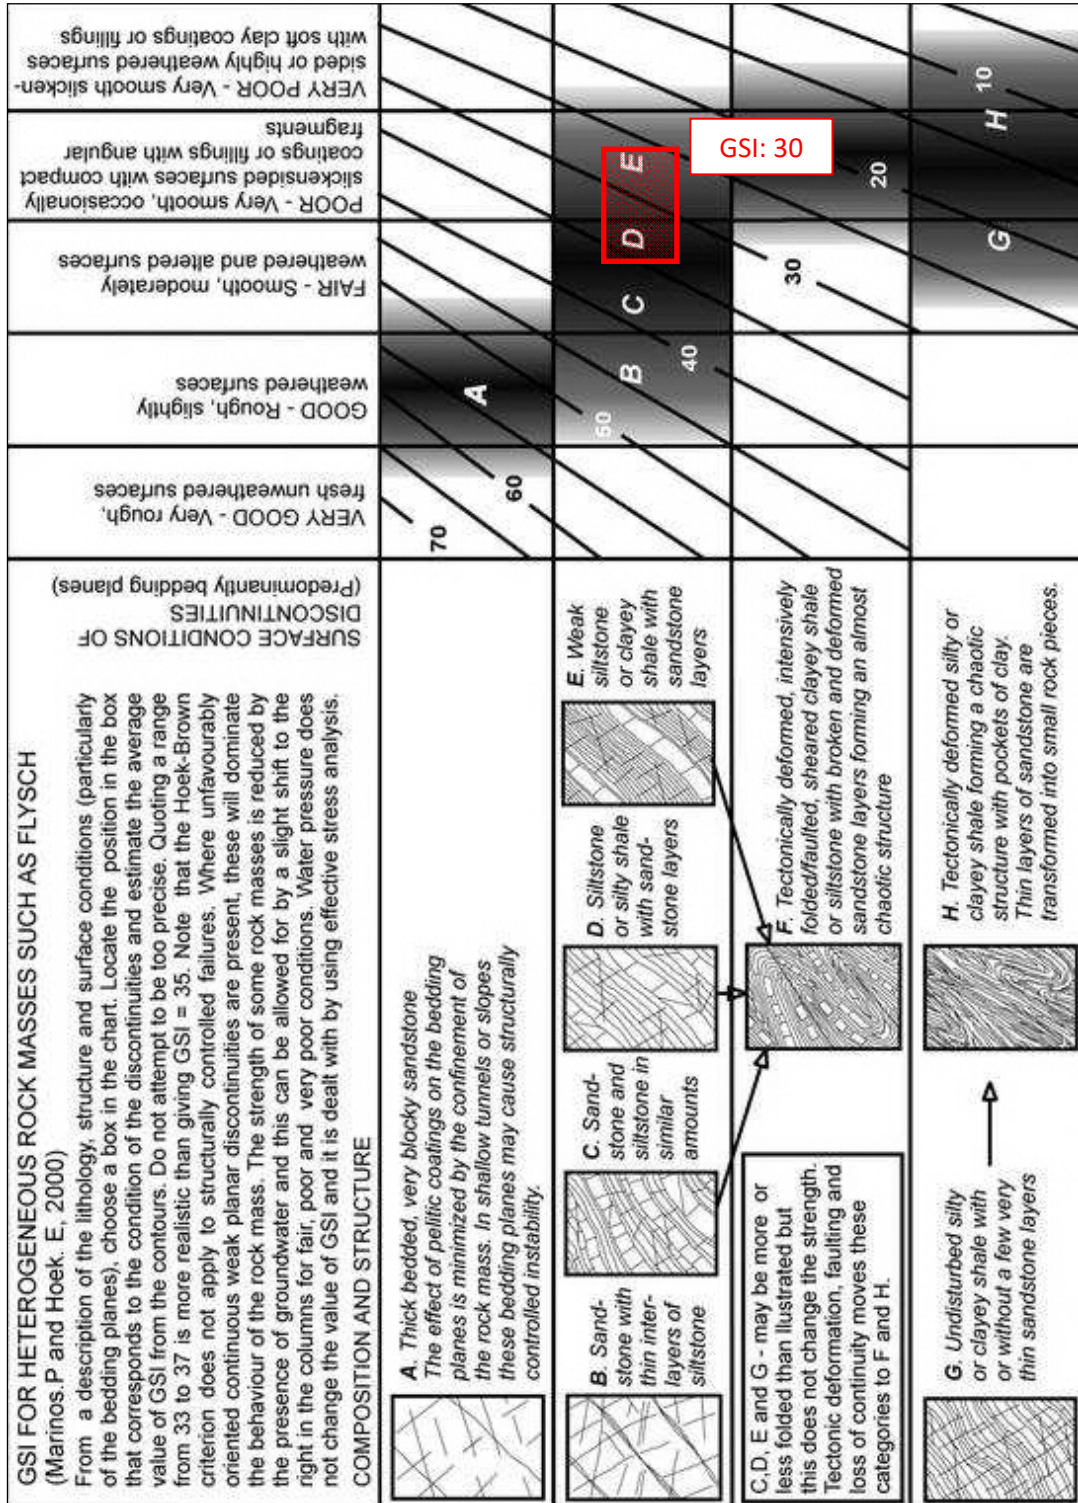 GSI FOR HETEROGENEOUS ROCK MASSES SUCH AS FLYSCH
(Marinos.P and Hoek. E, 2000)
From a description of the lithology, structure and surface conditions (particularly
of the bedding planes), choose a box in the chart. Locate the position in the box
that corresponds to the condition of the discontinuities and estimate the average
value of GSI from the contours. Do not attempt to be too precise. Quoting a range
from 33 to 37 is more realistic than giving GSI = 35. Note that the Hoek-Brown
criterion does not apply to structurally controlled failures. Where unfavourably
oriented continuous weak planar discontinuities are present, these will dominate
the behaviour of the rock mass. The strength of some rock masses is reduced by
the presence of groundwater and this can be allowed for by a slight shift to the
right in the columns for fair, poor and very poor conditions. Water pressure does
not change the value of GSI and it is dealt with by using effective stress analysis.
COMPOSITION AND STRUCTURE
SURFACE CONDITIONS OF
DISCONTINUITIES
(Predominantly bedding planes)
VERY GOOD - Very rough,
fresh unweathered surfaces
GOOD - Rough, slightly
weathered surfaces
FAIR - Smooth, moderately
weathered and altered surfaces
POOR - Very smooth, occasionally
slickensided surfaces with compact
coatings or fillings with angular
fragments
VERY POOR - Very smooth slicken-
sided or highly weathered surfaces
with soft clay coatings or fillings
A. Thick bedded, very blocky sandstone
The effect of pelitic coatings on the bedding
planes is minimized by the confinement of
the rock mass. In shallow tunnels or slopes
these bedding planes may cause structurally
controlled instability.
70
60
A
B. Sand-
stone with
thin inter-
layers of
siltstone
C. Sand-
stone and
siltstone in
similar
amounts
D. Siltstone
or silty shale
with sand-
stone layers
E. Weak
siltstone
or clayey
shale with
sandstone
layers
50
B
40
C
D
E
GSI: 30
C,D, E and G - may be more or
less folded than illustrated but
this does not change the strength.
Tectonic deformation, faulting and
loss of continuity moves these
categories to F and H.
F. Tectonically deformed, intensively
folded/faulted, sheared clayey shale
or siltstone with broken and deformed
sandstone layers forming an almost
chaotic structure
30
20
G. Undisturbed silty
or clayey shale with
or without a few very
thin sandstone layers
H. Tectonically deformed silty or
clayey shale forming a chaotic
structure with pockets of clay.
Thin layers of sandstone are
transformed into small rock pieces.
G
H
10